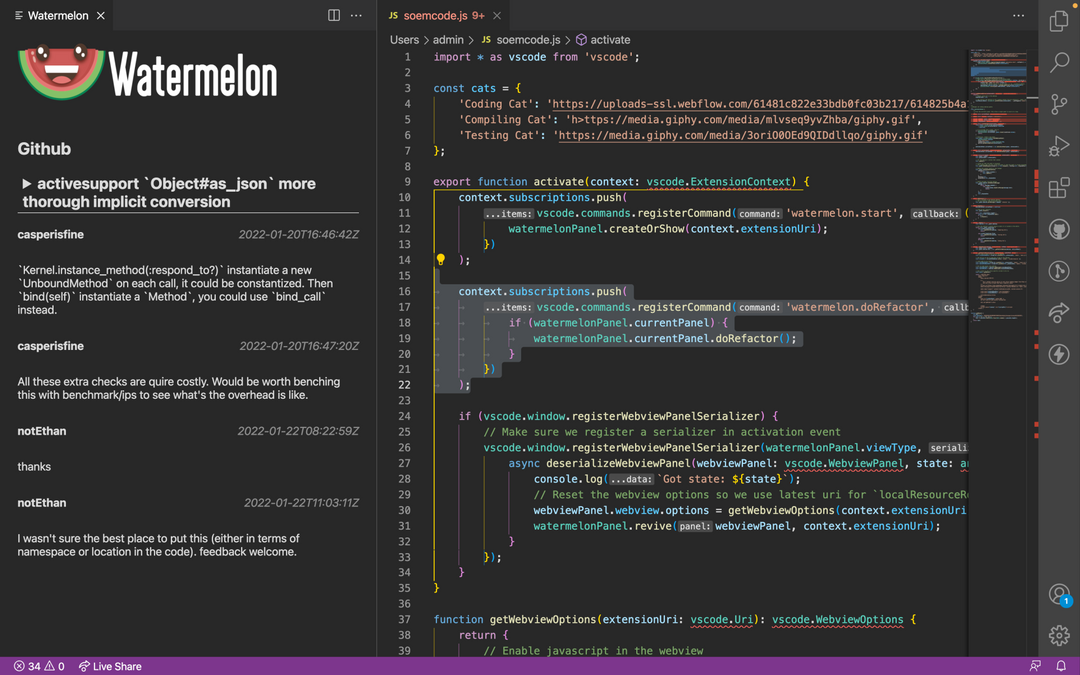 Watermelon
Watermelon
Github
activesupport `Object#as_json` more
thorough implicit conversion
casperisfine 2022-01-20T16:46:42Z
`Kernel.instance_method(:respond_to?)` instantiate a new
`UnboundMethod` on each call, it could be constantized. Then
`bind(self)` instantiate a `Method`, you could use `bind_call`
instead.
casperisfine 2022-01-20T16:47:20Z
All these extra checks are quire costly. Would be worth benching
this with benchmark/ips to see what's the overhead is like.
notEthan 2022-01-22T08:22:59Z
thanks
notEthan 2022-01-22T11:03:11Z
I wasn't sure the best place to put this (either in terms of
namespace or location in the code). feedback welcome.
JS soemcode.js 9+
Users > admin > JS soemcode.js > activate
1 import * as vscode from 'vscode';
2
3 const cats = {
4 'Coding Cat': 'https://uploads-ssl.webflow.com/61481c822e33bdb0fc03b217/614825b4a
5 'Compiling Cat': 'h>ttps://media.giphy.com/media/mlvseq9yvZhba/giphy.gif',
6 'Testing Cat': 'https://media.giphy.com/media/3oriO0OEd9QIDdllqo/giphy.gif'
7 };
8
9 export function activate(context: vscode.ExtensionContext) {
10 context.subscriptions.push(
11 ...items: vscode.commands.registerCommand( command: 'watermelon.start', callback: (
12 watermelonPanel.createOrShow(context.extensionUri);
13 })
14 );
15
16 context.subscriptions.push(
17 ...items: vscode.commands.registerCommand( command: 'watermelon.doRefactor', callb
18 if (watermelonPanel.currentPanel) {
19 watermelonPanel.currentPanel.doRefactor();
20 }
21 })
22 );
23
24 if (vscode.window.registerWebviewPanelSerializer) {
25 // Make sure we register a serializer in activation event
26 vscode.window.registerWebviewPanelSerializer(watermelonPanel.viewType, seriali
27 async deserializeWebviewPanel(webviewPanel: vscode.WebviewPanel, state: an
28 console.log( ...data: `Got state: ${state}`);
29 // Reset the webview options so we use latest uri for `localResourceRo
30 webviewPanel.webview.options = getWebviewOptions(context.extensionUri
31 watermelonPanel.revive( panel: webviewPanel, context.extensionUri);
32 }
33 });
34 }
35 }
36
37 function getWebviewOptions(extensionUri: vscode.Uri): vscode.WebviewOptions {
38 return {
39 // Enable javascript in the webview
1
34 0 Live Share